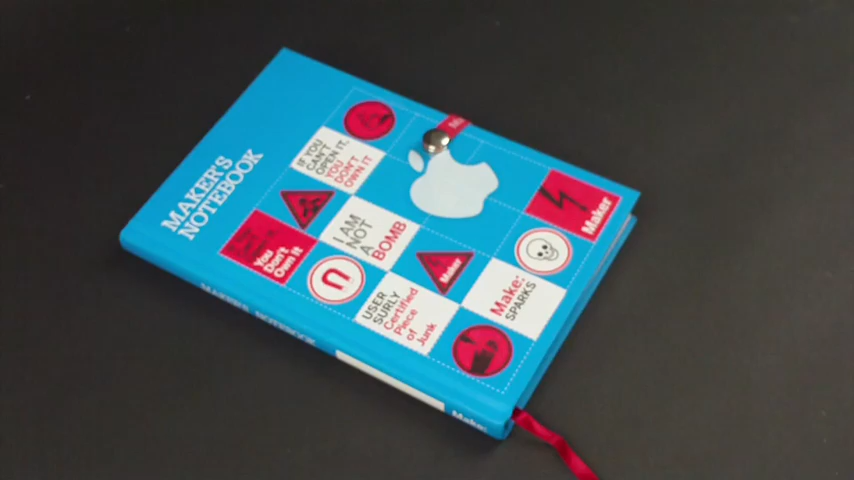 MAKER'S
NOTEBOOK
IF YOU
CAN'T
OPEN IT,
YOU
DON'T
OWN IT
You
Don't
Own it
I AM
NOT
A
BOMB
Maker
Maker
USER
SURLY
Certified
Piece
of
Junk
Make:
SPARKS
MAKER'S NOTEBOOK
Make: